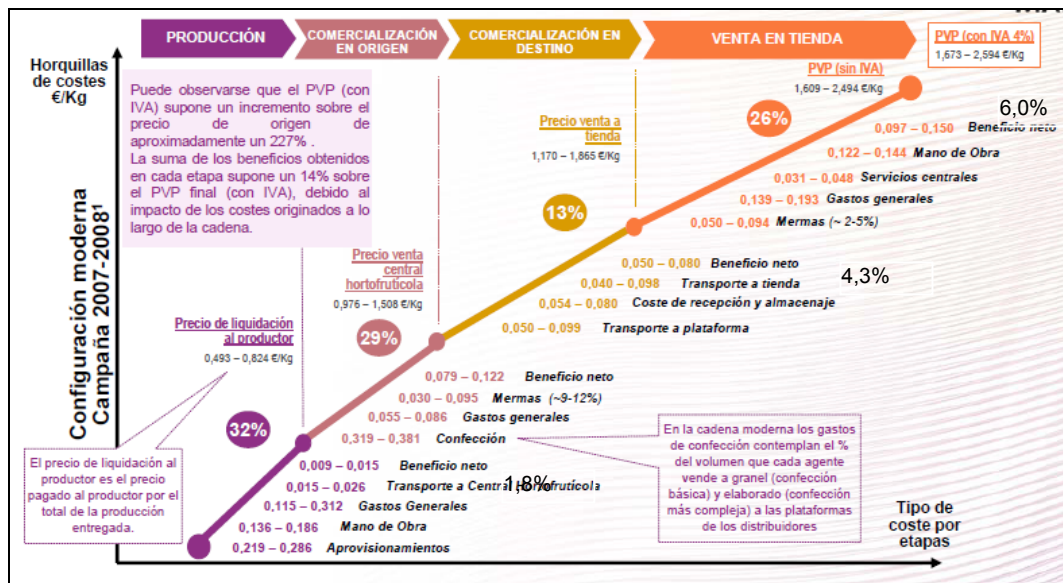 PRODUCCIÓN
COMERCIALIZACIÓN
EN ORIGEN
COMERCIALIZACIÓN EN
DESTINO
VENTA EN TIENDA
PVP (con IVA 4%)
1,673 – 2,594 €/Kg
Horquillas
de costes
€/Kg
Configuración moderna
Campaña 2007-2008¹
Puede observarse que el PVP (con
IVA) supone un incremento sobre el
precio de origen de
aproximadamente un 227% .
La suma de los beneficios obtenidos
en cada etapa supone un 14% sobre
el PVP final (con IVA), debido al
impacto de los costes originados a lo
largo de la cadena.
PVP (sin IVA)
1,609 – 2,494 €/Kg
26%
6,0%
0,097 – 0,150 Beneficio neto
0,122 – 0,144 Mano de Obra
0,031 – 0,048 Servicios centrales
0,139 – 0,193 Gastos generales
0,050 – 0,094 Mermas (~ 2-5%)
Precio venta a
tienda
1,170 – 1,865 €/Kg
13%
0,050 – 0,080 Beneficio neto
4,3%
0,040 – 0,098 Transporte a tienda
0,054 – 0,080 Coste de recepción y almacenaje
0,050 – 0,099 Transporte a plataforma
Precio venta
central
hortofrutícola
0,976 – 1,508 €/Kg
29%
0,079 – 0,122 Beneficio neto
0,030 – 0,095 Mermas (~9-12%)
0,055 – 0,086 Gastos generales
0,319 – 0,381 Confección
Precio de liquidación
al productor
0,493 – 0,824 €/Kg
32%
0,009 – 0,015 Beneficio neto
1,8%
0,015 – 0,026 Transporte a Central Hortofrutícola
0,115 – 0,312 Gastos Generales
0,136 – 0,186 Mano de Obra
0,219 – 0,286 Aprovisionamientos
El precio de liquidación al
productor es el precio
pagado al productor por el
total de la producción
entregada.
En la cadena moderna los gastos
de confección contemplan el %
del volumen que cada agente
vende a granel (confección
básica) y elaborado (confección
más compleja) a las plataformas
de los distribuidores
Tipo de
coste por
etapas